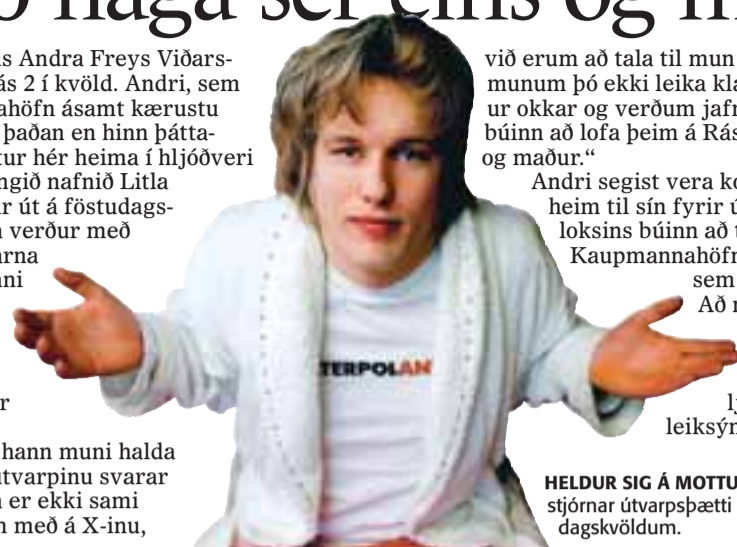 haga sér eins og
s Andra Freys Viðars-
ás 2 í kvöld. Andri, sem
ahöfn ásamt kærustu
þaðan en hinn þátta-
tur hér heima í hljóðveri
ngið nafnið Litla
r út á föstudags-
verður með
arna
nni
r
hann muni halda
útvarpinu svarar
er ekki sami
n með á X-inu,
TERPOLAN
við erum að tala til mun
munum þó ekki leika kla
ur okkar og verðum jafn
búinn að lofa þeim á Rás
og maður.“
Andri segist vera ko
heim til sín fyrir ú
loksins búinn að t
Kaupmannahöfn
sem
Að
lj
leiksýn
HELDUR SIG Á MOTTU
stjórnar útvarpsþætti
dagskvöldum.